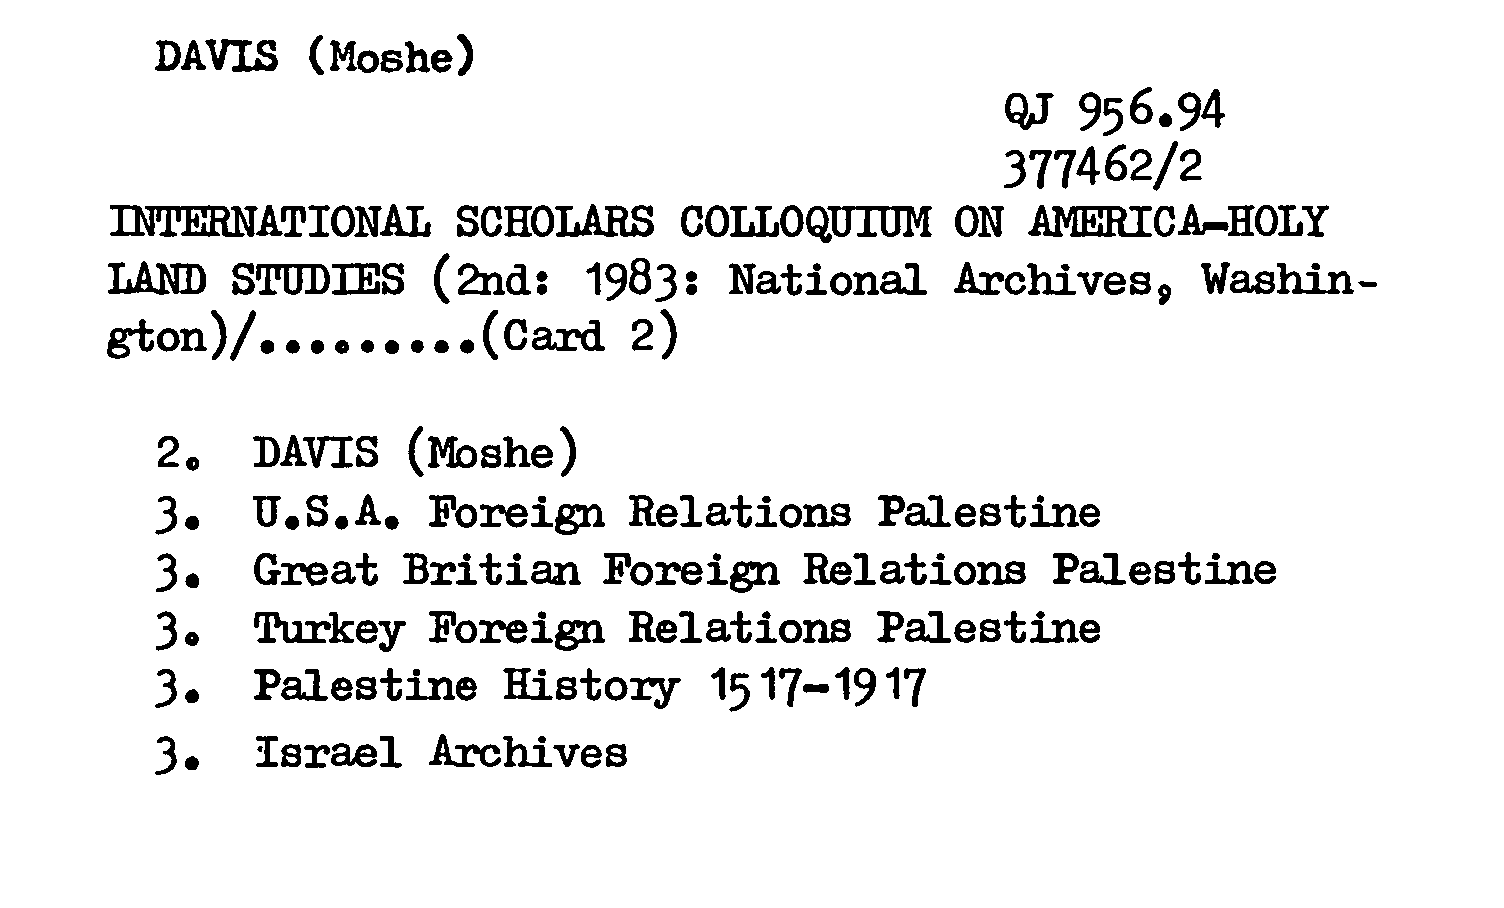 DAVIS (Moshe)
QJ 956.94
377462/2
INTERNATIONAL SCHOLARS COLLOQUIUM ON AMERICA-HOLY
LAND STUDIES (2nd: 1983: National Archives, Washin-
gton)/.........(Card 2)
2. DAVIS (Moshe)
3. U.S.A. Foreign Relations Palestine
3. Great Britian Foreign Relations Palestine
3. Turkey Foreign Relations Palestine
3. Palestine History 1517-1917
3. Israel Archives